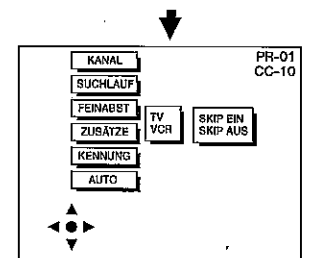 PR-01
CC-10
KANAL
SUCHLAUF
FEINABST
ZUSÄTZE
KENNUNG
AUTO
TV
VCR
SKIP EIN
SKIP AUS